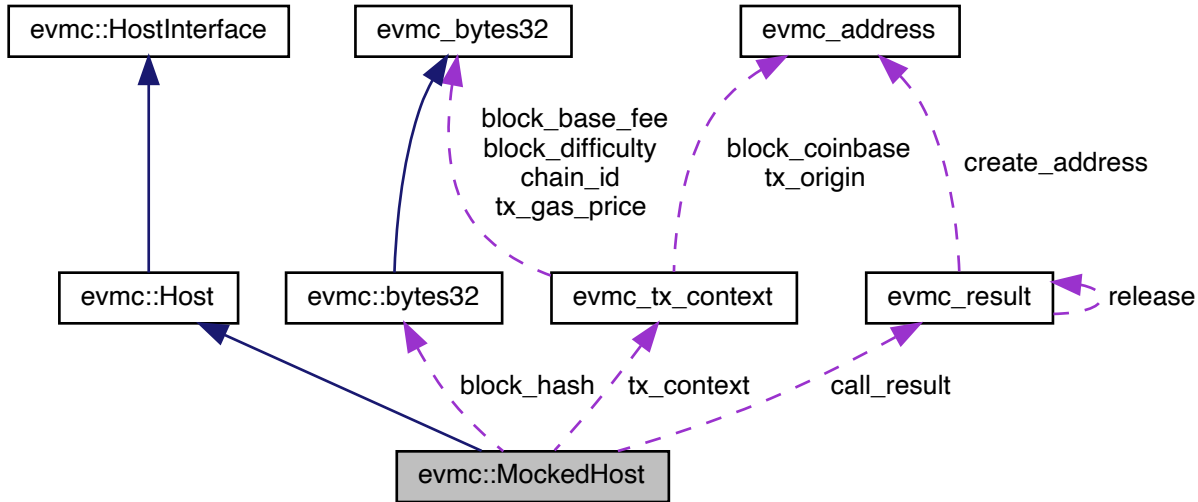 evmc::HostInterface
evmc_bytes32
evmc_address
block_base_fee
block_difficulty
chain_id
tx_gas_price
block_coinbase
tx_origin
create_address
evmc::Host
evmc::bytes32
evmc_tx_context
evmc_result
release
block_hash
tx_context
call_result
evmc::MockedHost